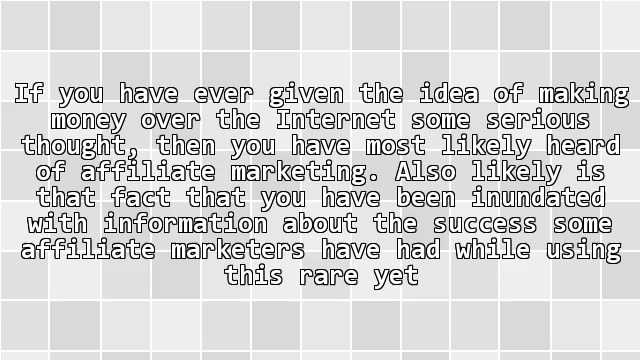 If you have ever given the idea of making
money over the Internet some serious
thought, then you have most likely heard
of affiliate marketing. Also likely is
that fact that you have been inundated
with information about the success some
affiliate marketers have had while using
this rare yet